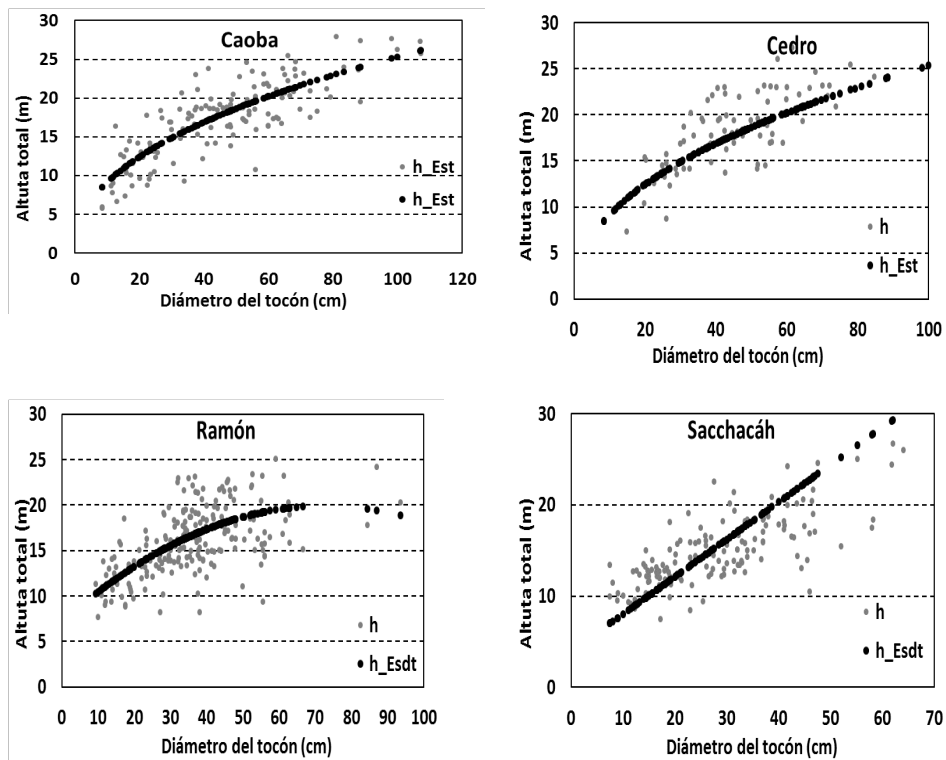 Caoba
Altuta total (m)
30
25
20
15
10
5
0
h_Est
h_Est
0 20 40 60 80 100 120
Diámetro del tocón (cm)
Cedro
Altuta total (m)
30
25
20
15
10
5
0
h
h_Est
0 20 40 60 80 100
Diámetro del tocón (cm)
Ramón
Altuta total (m)
30
25
20
15
10
5
0
h
h_Esdt
0 10 20 30 40 50 60 70 80 90 100
Diámetro del tocón (cm)
Sacchacáh
Altuta total (m)
30
20
10
0
h
h_Esdt
0 10 20 30 40 50 60 70
Diámetro del tocón (cm)